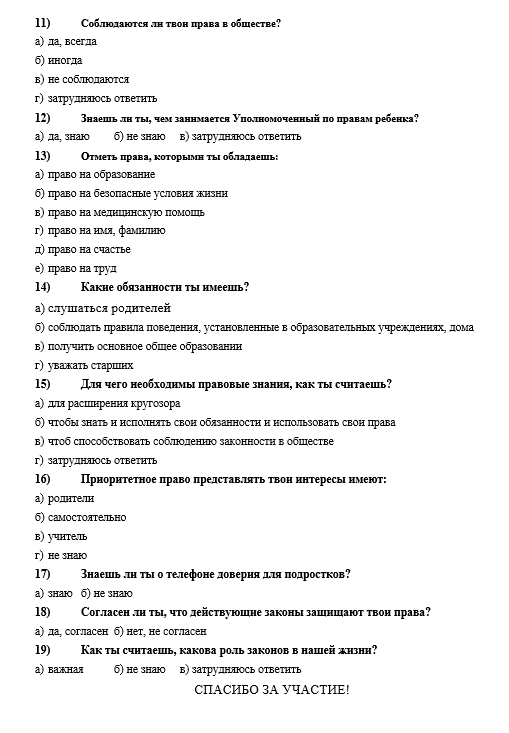 11) Соблюдаются ли твои права в обществе?
а) да, всегда
б) иногда
в) не соблюдаются
г) затрудняюсь ответить
12) Знаешь ли ты, чем занимается Уполномоченный по правам ребенка?
а) да, знаю б) не знаю в) затрудняюсь ответить
13) Отметь права, которыми ты обладаешь:
а) право на образование
б) право на безопасные условия жизни
в) право на медицинскую помощь
г) право на имя, фамилию
д) право на счастье
е) право на труд
14) Какие обязанности ты имеешь?
а) слушаться родителей
б) соблюдать правила поведения, установленные в образовательных учреждениях, дома
в) получить основное общее образовании
г) уважать старших
15) Для чего необходимы правовые знания, как ты считаешь?
а) для расширения кругозора
б) чтобы знать и исполнять свои обязанности и использовать свои права
в) чтоб способствовать соблюдению законности в обществе
г) затрудняюсь ответить
16) Приоритетное право представлять твои интересы имеют:
а) родители
б) самостоятельно
в) учитель
г) не знаю
17) Знаешь ли ты о телефоне доверия для подростков?
а) знаю б) не знаю
18) Согласен ли ты, что действующие законы защищают твои права?
а) да, согласен б) нет, не согласен
19) Как ты считаешь, какова роль законов в нашей жизни?
а) важная б) не знаю в) затрудняюсь ответить
СПАСИБО ЗА УЧАСТИЕ!